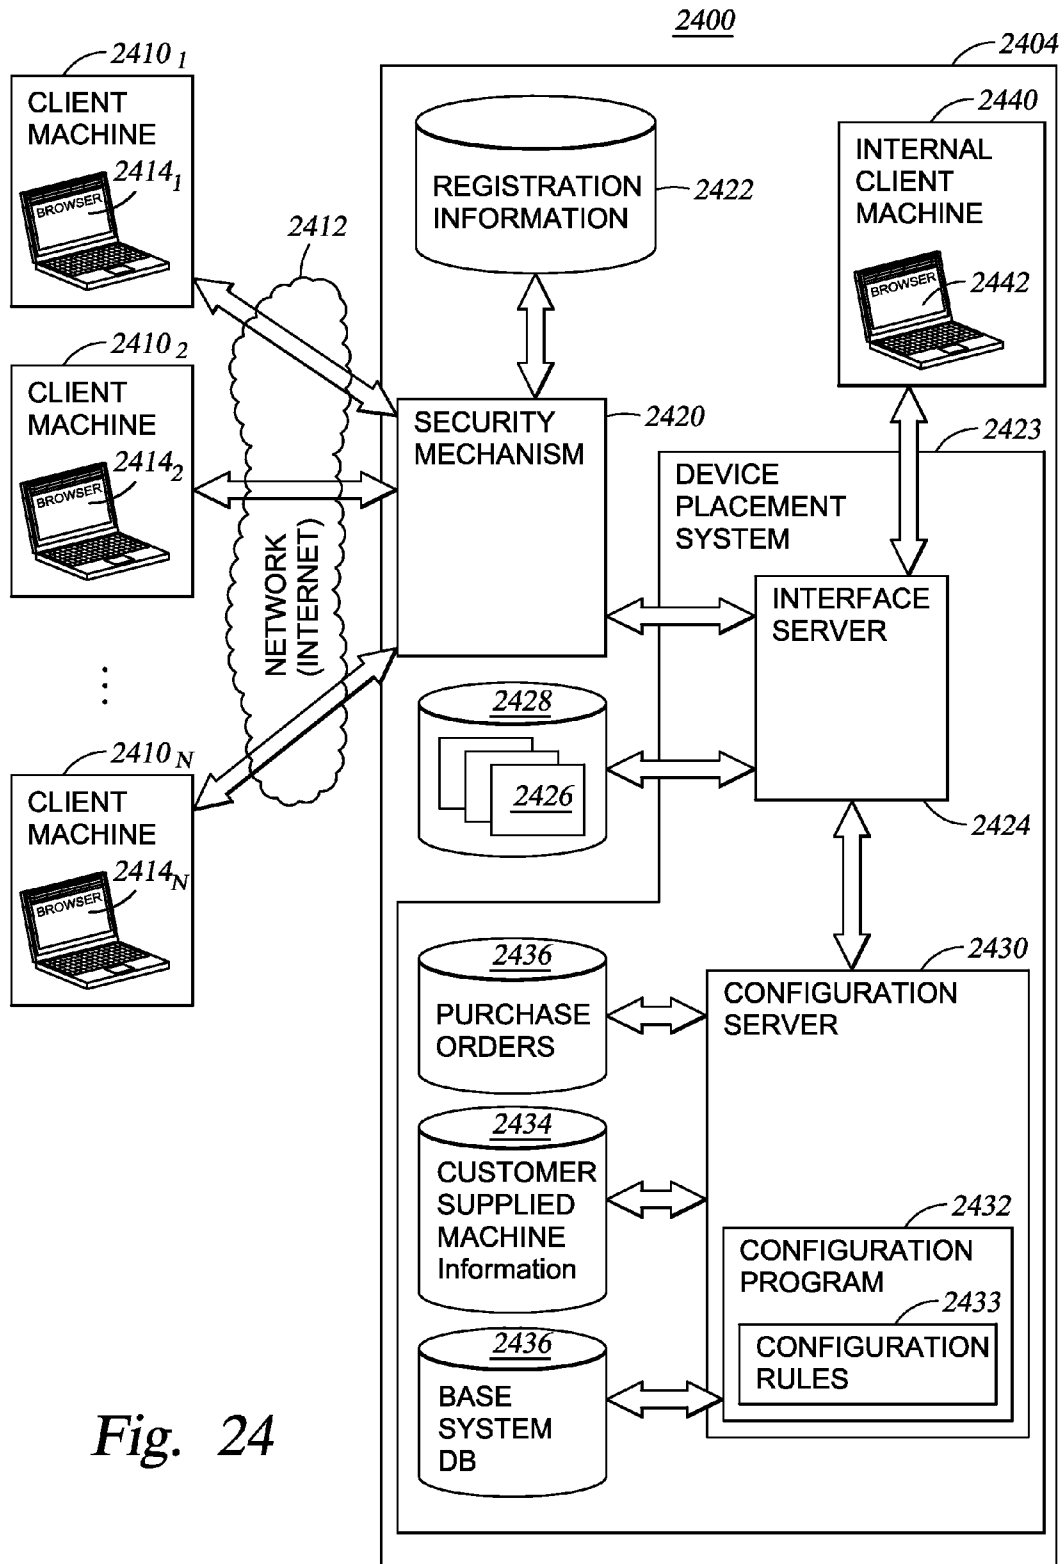 2400
2404
2410 1
CLIENT
MACHINE
2414 1
BROWSER
2410 2
CLIENT
MACHINE
2414 2
BROWSER
2410 N
CLIENT
MACHINE
2414 N
BROWSER
2412
NETWORK
(INTERNET)
REGISTRATION
INFORMATION
2422
2440
INTERNAL
CLIENT
MACHINE
BROWSER
2442
SECURITY
MECHANISM
2420
2423
DEVICE
PLACEMENT
SYSTEM
INTERFACE
SERVER
2424
2428
2426
2436
PURCHASE
ORDERS
2430
CONFIGURATION
SERVER
2434
CUSTOMER
SUPPLIED
MACHINE
Information
2432
CONFIGURATION
PROGRAM
2433
CONFIGURATION
RULES
2436
BASE
SYSTEM
DB
Fig. 24